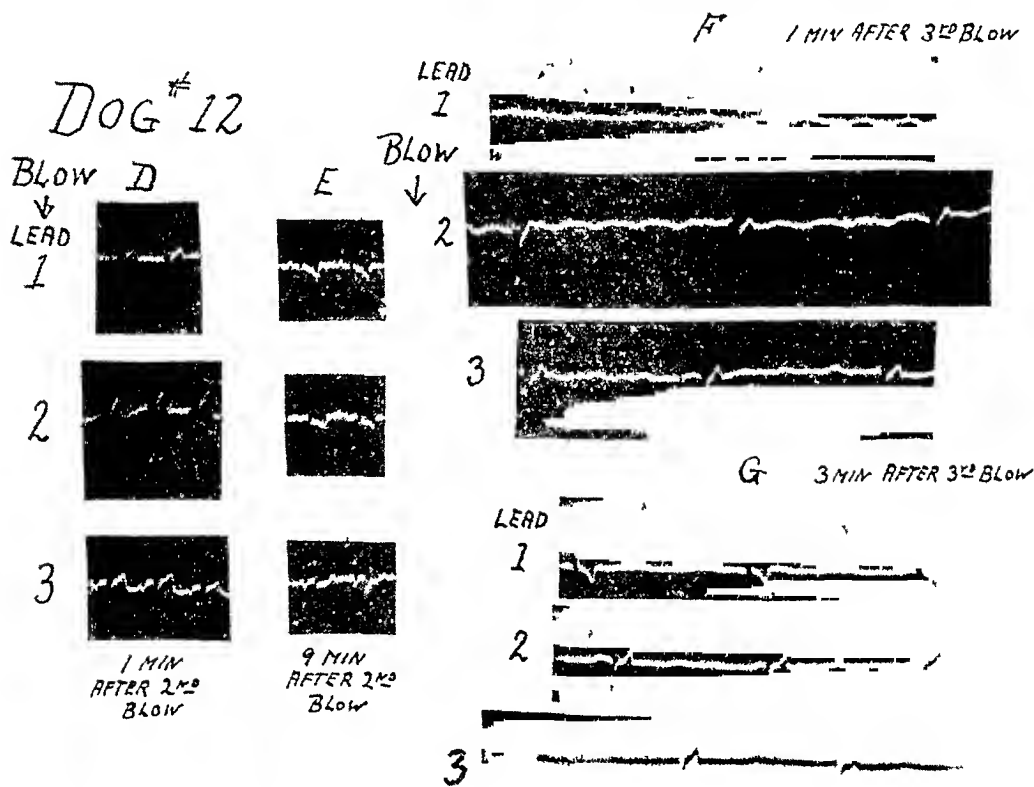 DOG #12
BLOW D E
↓
LEAD
1
2
3
1 MIN
AFTER 2ND
BLOW
9 MIN
AFTER 2ND
BLOW
F 1 MIN AFTER 3RD BLOW
LEAD
1
BLOW
↓
2
3
G 3 MIN AFTER 3RD BLOW
LEAD
1
2
3